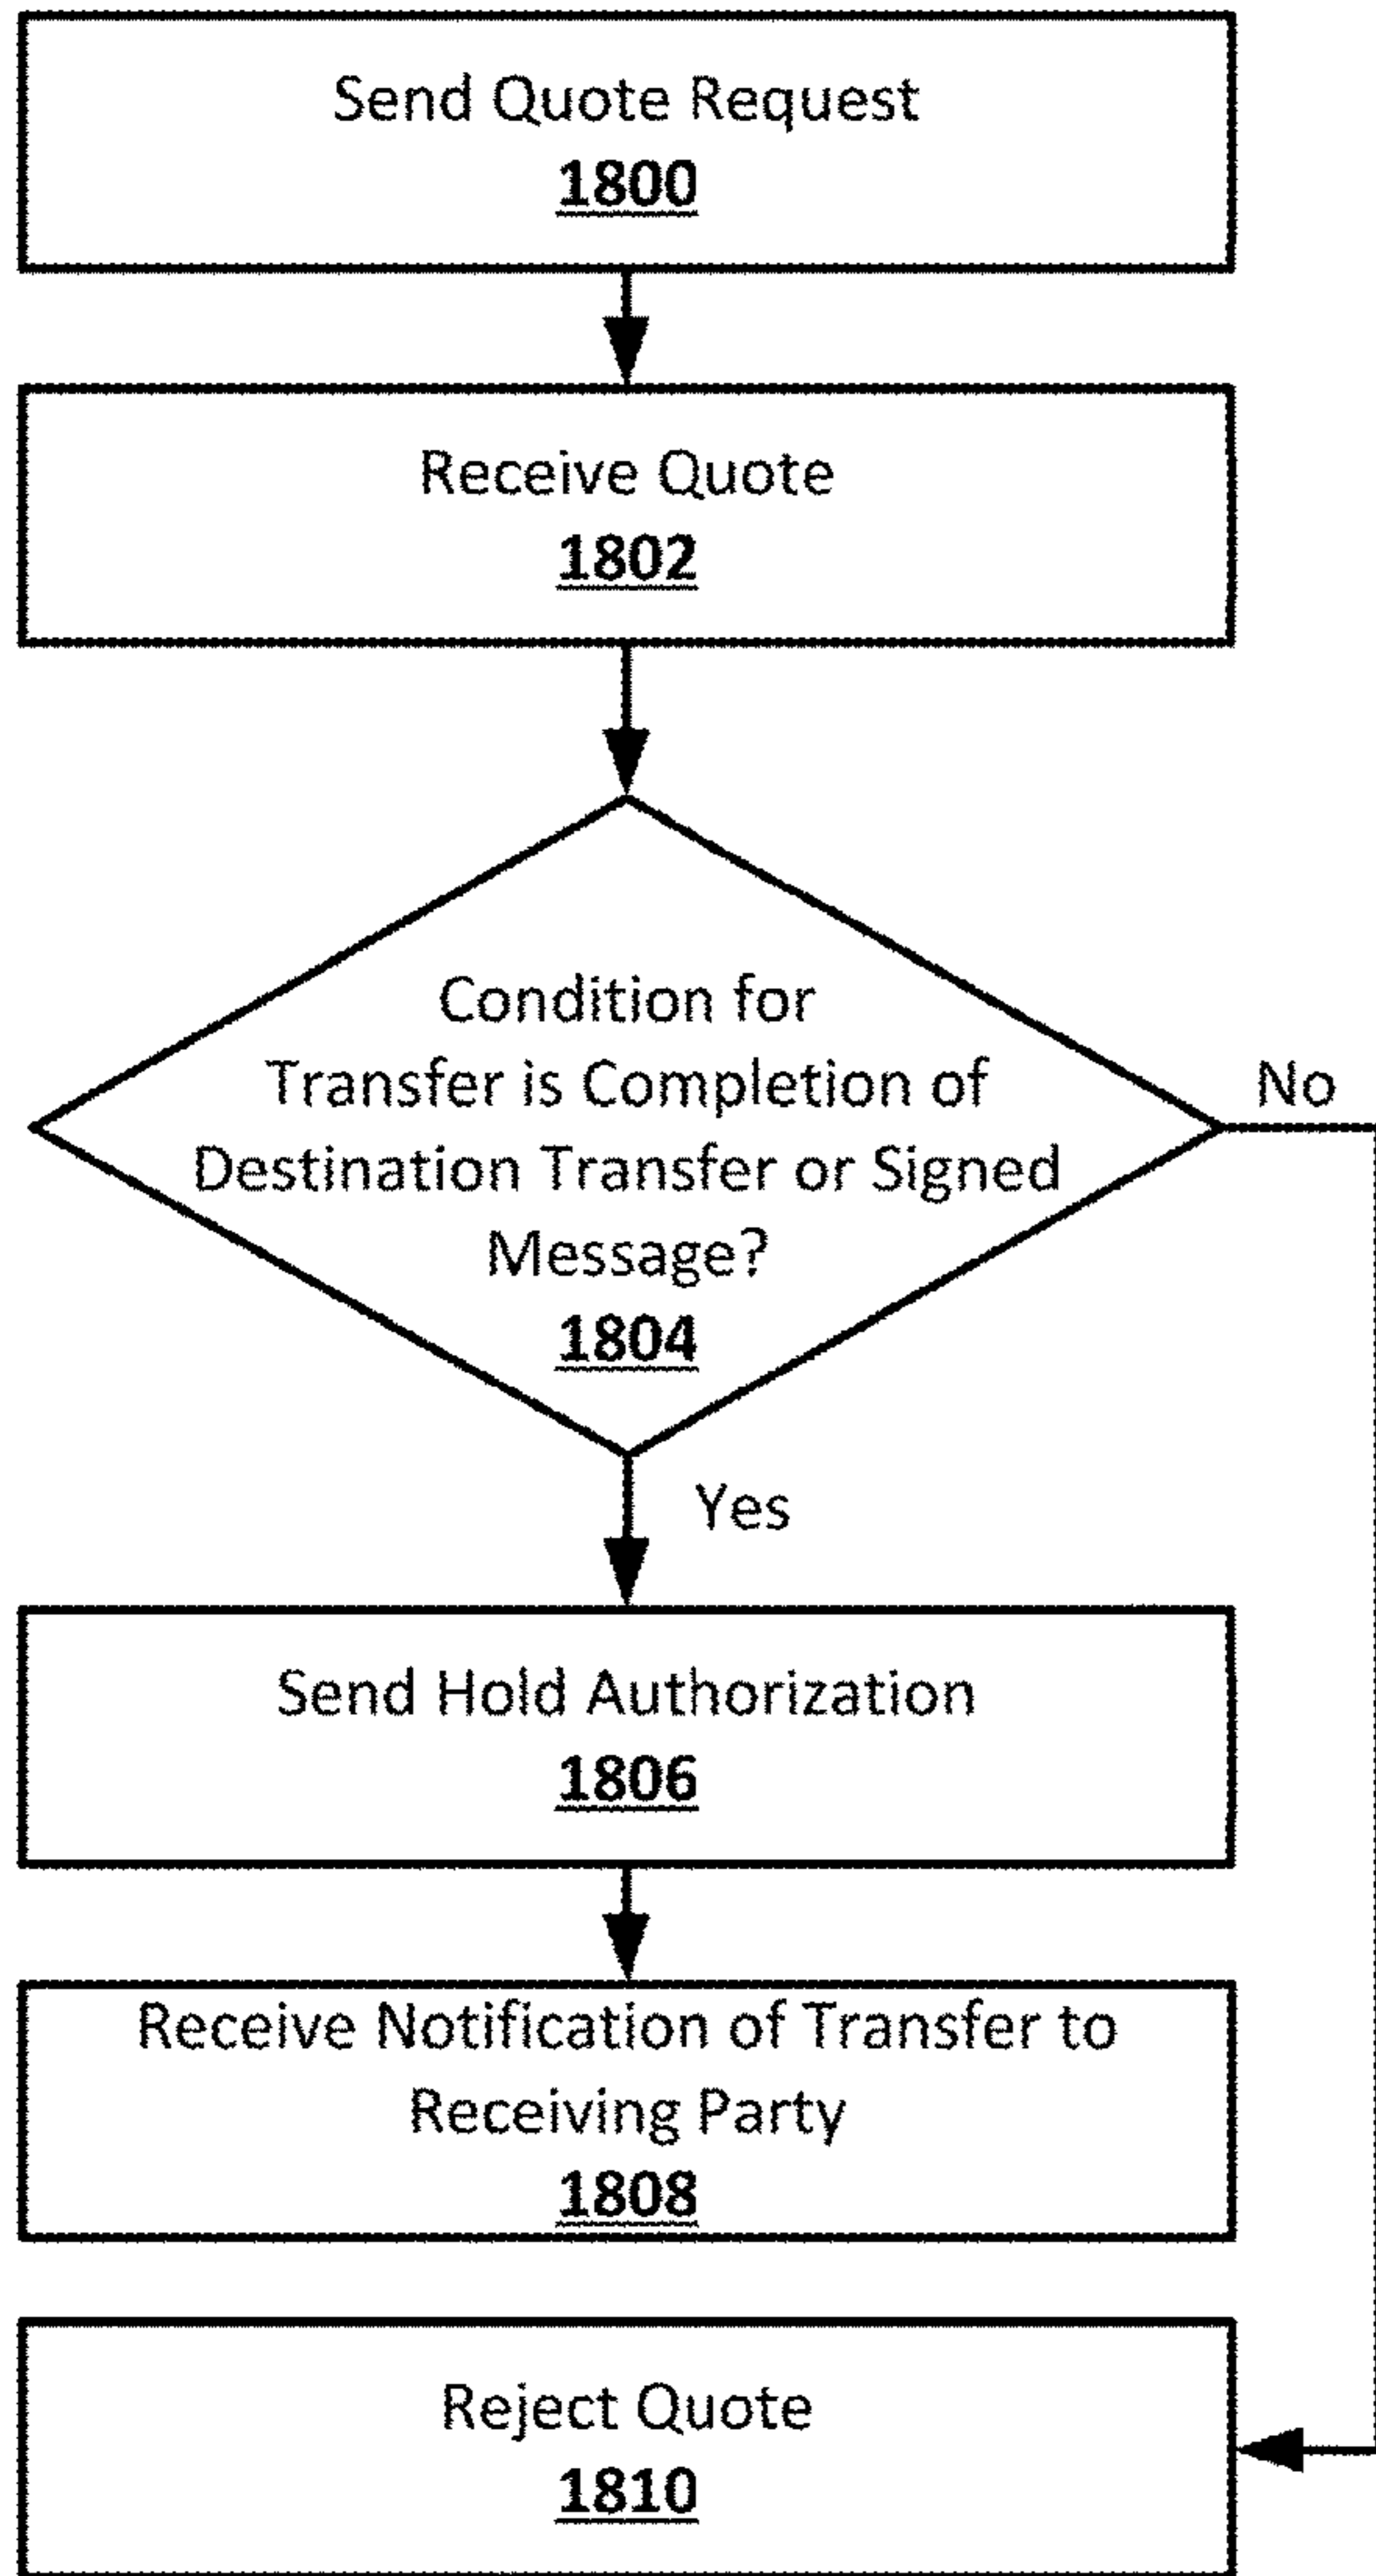 Send Quote Request
1800
Receive Quote
1802
Condition for
Transfer is Completion of
Destination Transfer or Signed
Message?
1804
No
Yes
Send Hold Authorization
1806
Receive Notification of Transfer to
Receiving Party
1808
Reject Quote
1810